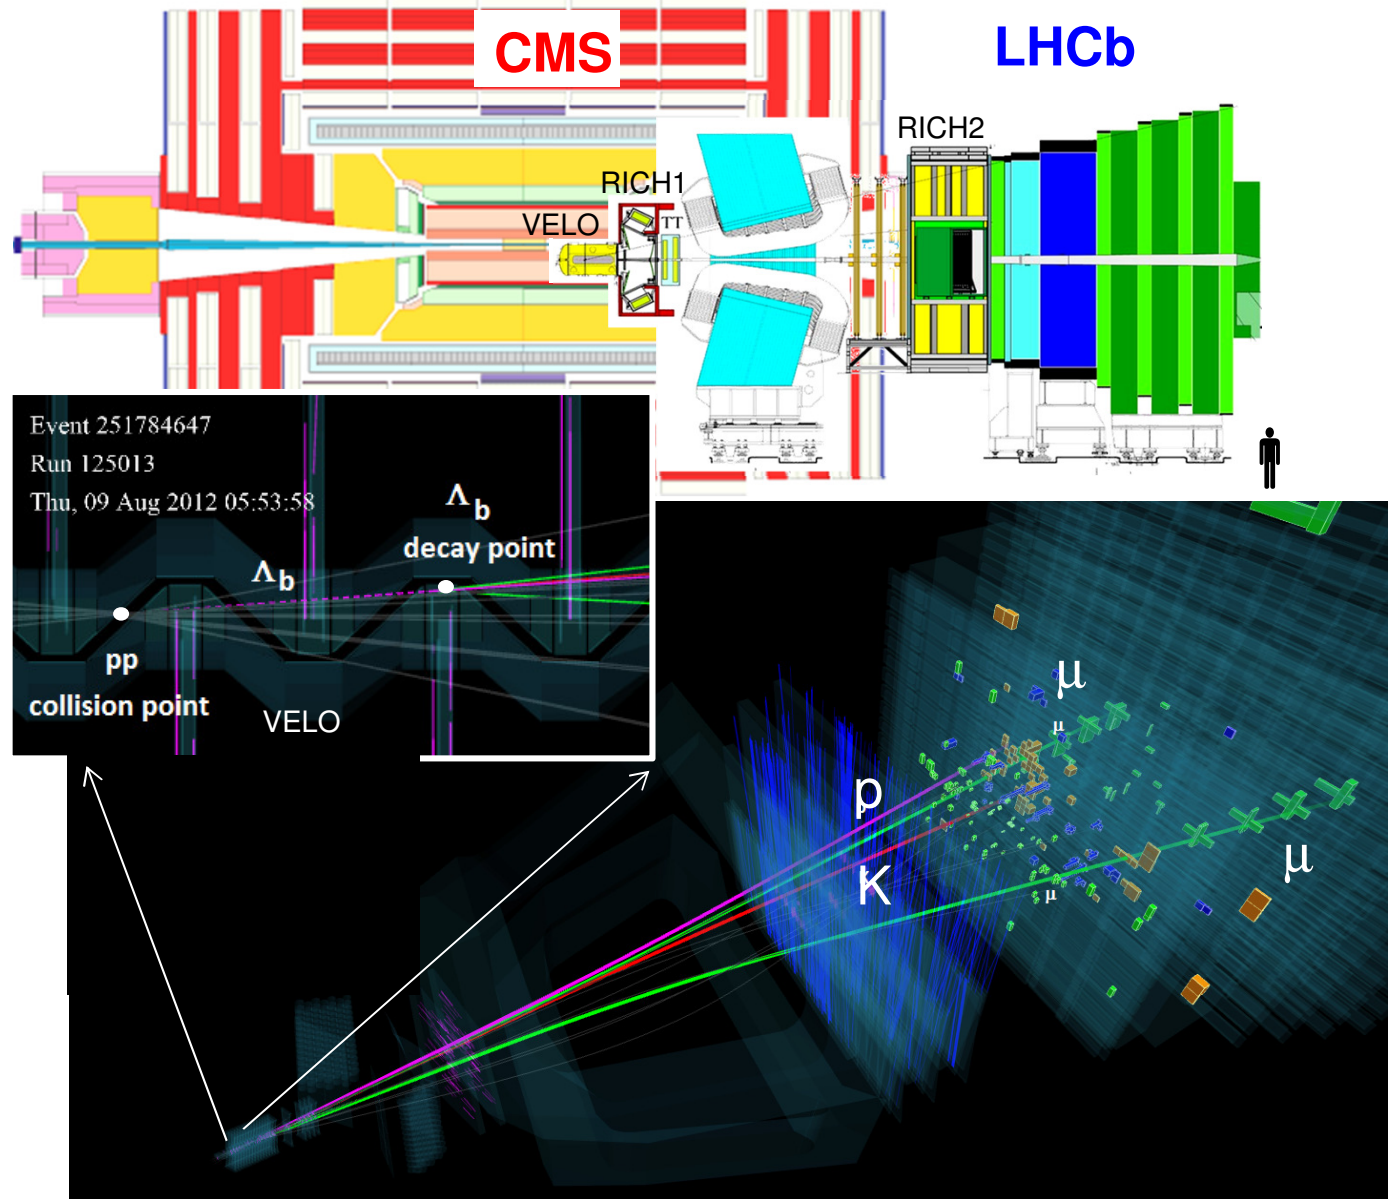 CMS
LHCb
RICH2
RICH1
VELO
TT
Event 251784647
Run 125013
Thu, 09 Aug 2012 05:53:58
Λb
decay point
Λb
pp
collision point
VELO
μ
μ
p
K
μ
μ